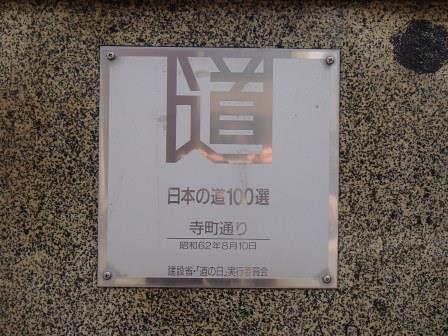 道
日本の道100選
寺町通り
昭和62年8月10日
建設省・「道の日」実行委員会